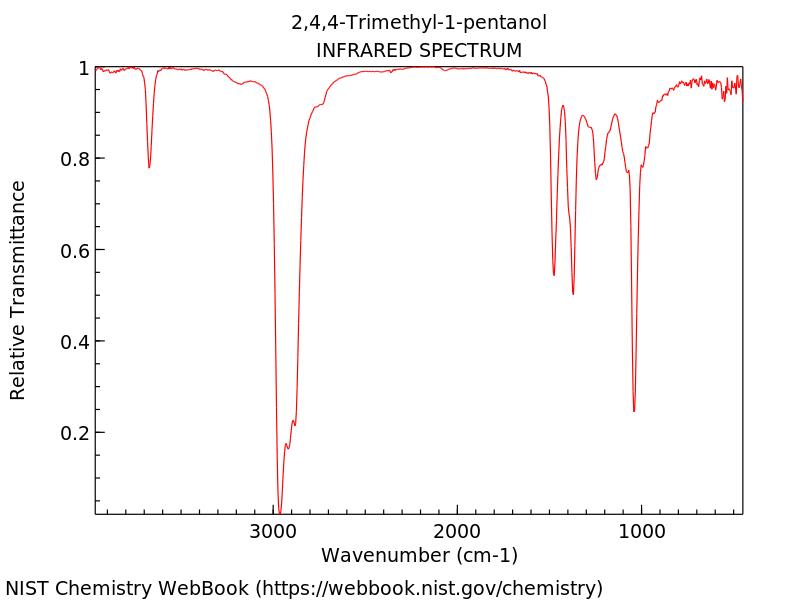 2,4,4-Trimethyl-1-pentanol
INFRARED SPECTRUM
1
0.8
0.6
0.4
0.2
Relative Transmittance
3000 2000 1000
Wavenumber (cm-1)
NIST Chemistry WebBook (https://webbook.nist.gov/chemistry)